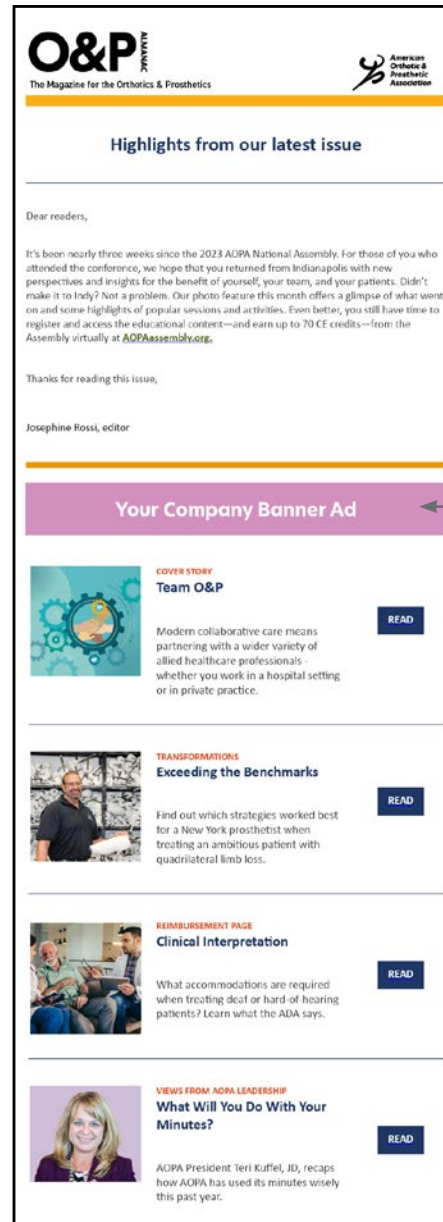 O&P ALMANAC
The Magazine for the Orthotics & Prosthetics
American
Orthotic &
Prosthetic
Association
Highlights from our latest issue
Dear readers,
It's been nearly three weeks since the 2023 AOPA National Assembly. For those of you who
attended the conference, we hope that you returned from Indianapolis with new
perspectives and insights for the benefit of yourself, your team, and your patients. Didn't
make it to Indy? Not a problem. Our photo feature this month offers a glimpse of what went
on and some highlights of popular sessions and activities. Even better, you still have time to
register and access the educational content—and earn up to 70 CE credits—from the
Assembly virtually at AOPAassembly.org.
Thanks for reading this issue,
Josephine Rossi, editor
Your Company Banner Ad
COVER STORY
Team O&P
Modern collaborative care means
partnering with a wider variety of
allied healthcare professionals -
whether you work in a hospital setting
or in private practice.
READ
TRANSFORMATIONS
Exceeding the Benchmarks
Find out which strategies worked best
for a New York prosthetist when
treating an ambitious patient with
quadrilateral limb loss.
READ
REIMBURSEMENT PAGE
Clinical Interpretation
What accommodations are required
when treating deaf or hard-of-hearing
patients? Learn what the ADA says.
READ
VIEWS FROM AOPA LEADERSHIP
What Will You Do With Your
Minutes?
AOPA President Teri Kuffel, JD, recaps
how AOPA has used its minutes wisely
this past year.
READ